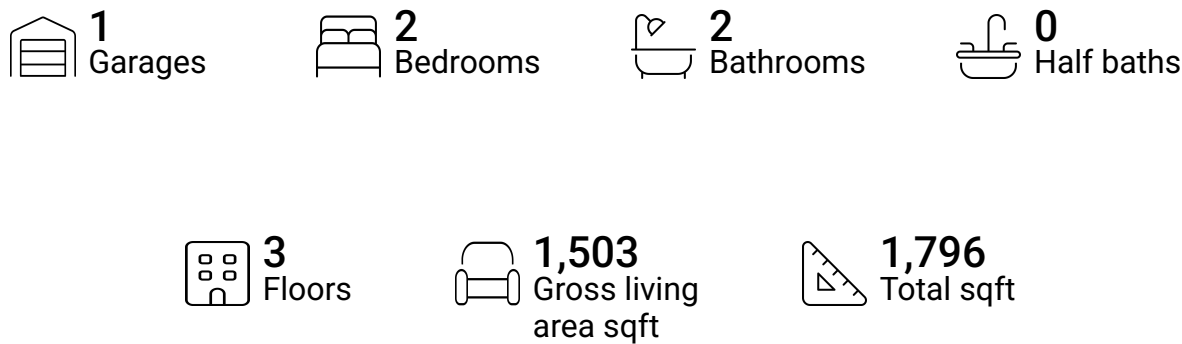 1
Garages
2
Bedrooms
2
Bathrooms
0
Half baths
3
Floors
1,503
Gross living
area sqft
1,796
Total sqft